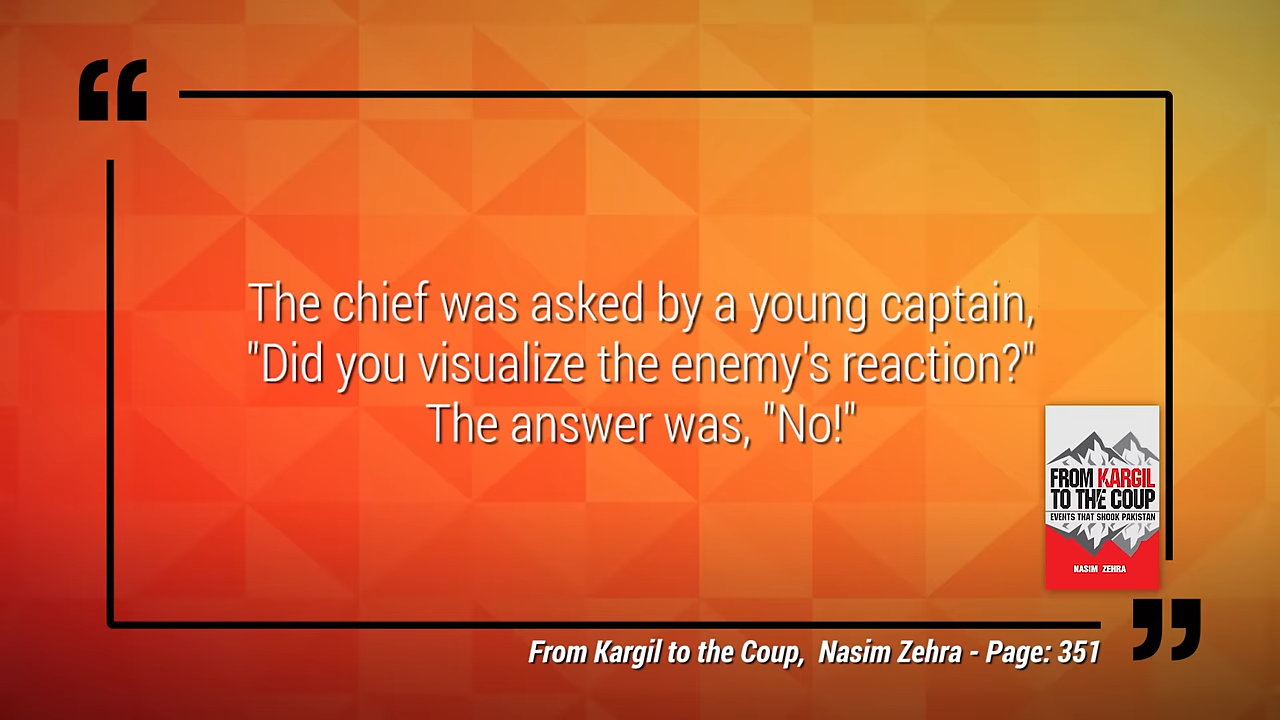 The chief was asked by a young captain,
"Did you visualize the enemy's reaction?"
The answer was, "No!"
FROM KARGIL
TO THE COUP
EVENTS THAT SHOOK PAKISTAN
NASIM ZEHRA
From Kargil to the Coup, Nasim Zehra - Page: 351